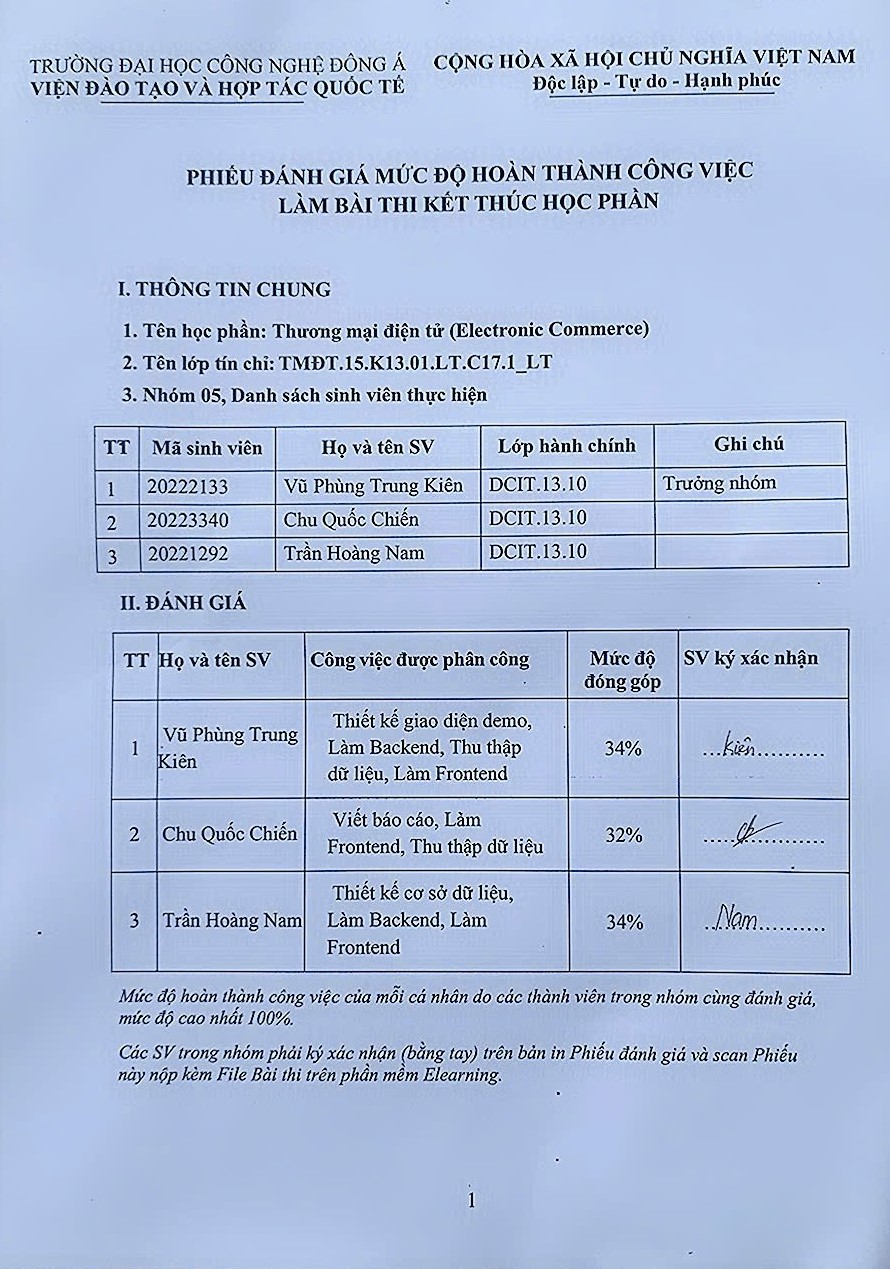 TRƯỜNG ĐẠI HỌC CÔNG NGHỆ ĐÔNG Á
VIỆN ĐÀO TẠO VÀ HỢP TÁC QUỐC TẾ
CỘNG HÒA XÃ HỘI CHỦ NGHĨA VIỆT NAM
Độc lập - Tự do - Hạnh phúc
PHIẾU ĐÁNH GIÁ MỨC ĐỘ HOÀN THÀNH CÔNG VIỆC
LÀM BÀI THI KẾT THÚC HỌC PHẦN
I. THÔNG TIN CHUNG
1. Tên học phần: Thương mại điện tử (Electronic Commerce)
2. Tên lớp tín chỉ: TMĐT.15.K13.01.LT.C17.1_LT
3. Nhóm 05, Danh sách sinh viên thực hiện
TT Mã sinh viên Họ và tên SV Lớp hành chính Ghi chú
1 20222133 Vũ Phùng Trung Kiên DCIT.13.10 Trưởng nhóm
2 20223340 Chu Quốc Chiến DCIT.13.10
3 20221292 Trần Hoàng Nam DCIT.13.10
II. ĐÁNH GIÁ
TT Họ và tên SV Công việc được phân công Mức độ SV ký xác nhận
đóng góp
Thiết kế giao diện demo,
1 Vũ Phùng Trung Làm Backend, Thu thập 34% ...kiên...........
Kiên dữ liệu, Làm Frontend
Viết báo cáo, Làm
2 Chu Quốc Chiến Frontend, Thu thập dữ liệu 32%
Thiết kế cơ sở dữ liệu,
3 Trần Hoàng Nam Làm Backend, Làm 34% ..Nam...........
Frontend
Mức độ hoàn thành công việc của mỗi cá nhân do các thành viên trong nhóm cùng đánh giá,
mức độ cao nhất 100%.
Các SV trong nhóm phải ký xác nhận (bằng tay) trên bản in Phiếu đánh giá và scan Phiếu
này nộp kèm File Bài thi trên phần mềm Elearning.
1